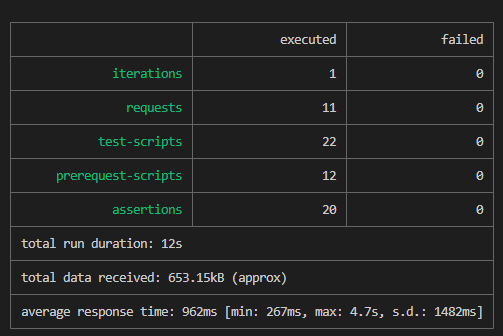 executed failed
iterations 1 0
requests 11 0
test-scripts 22 0
prerequest-scripts 12 0
assertions 20 0
total run duration: 12s
total data received: 653.15kB (approx)
average response time: 962ms [min: 267ms, max: 4.7s, s.d.: 1482ms]